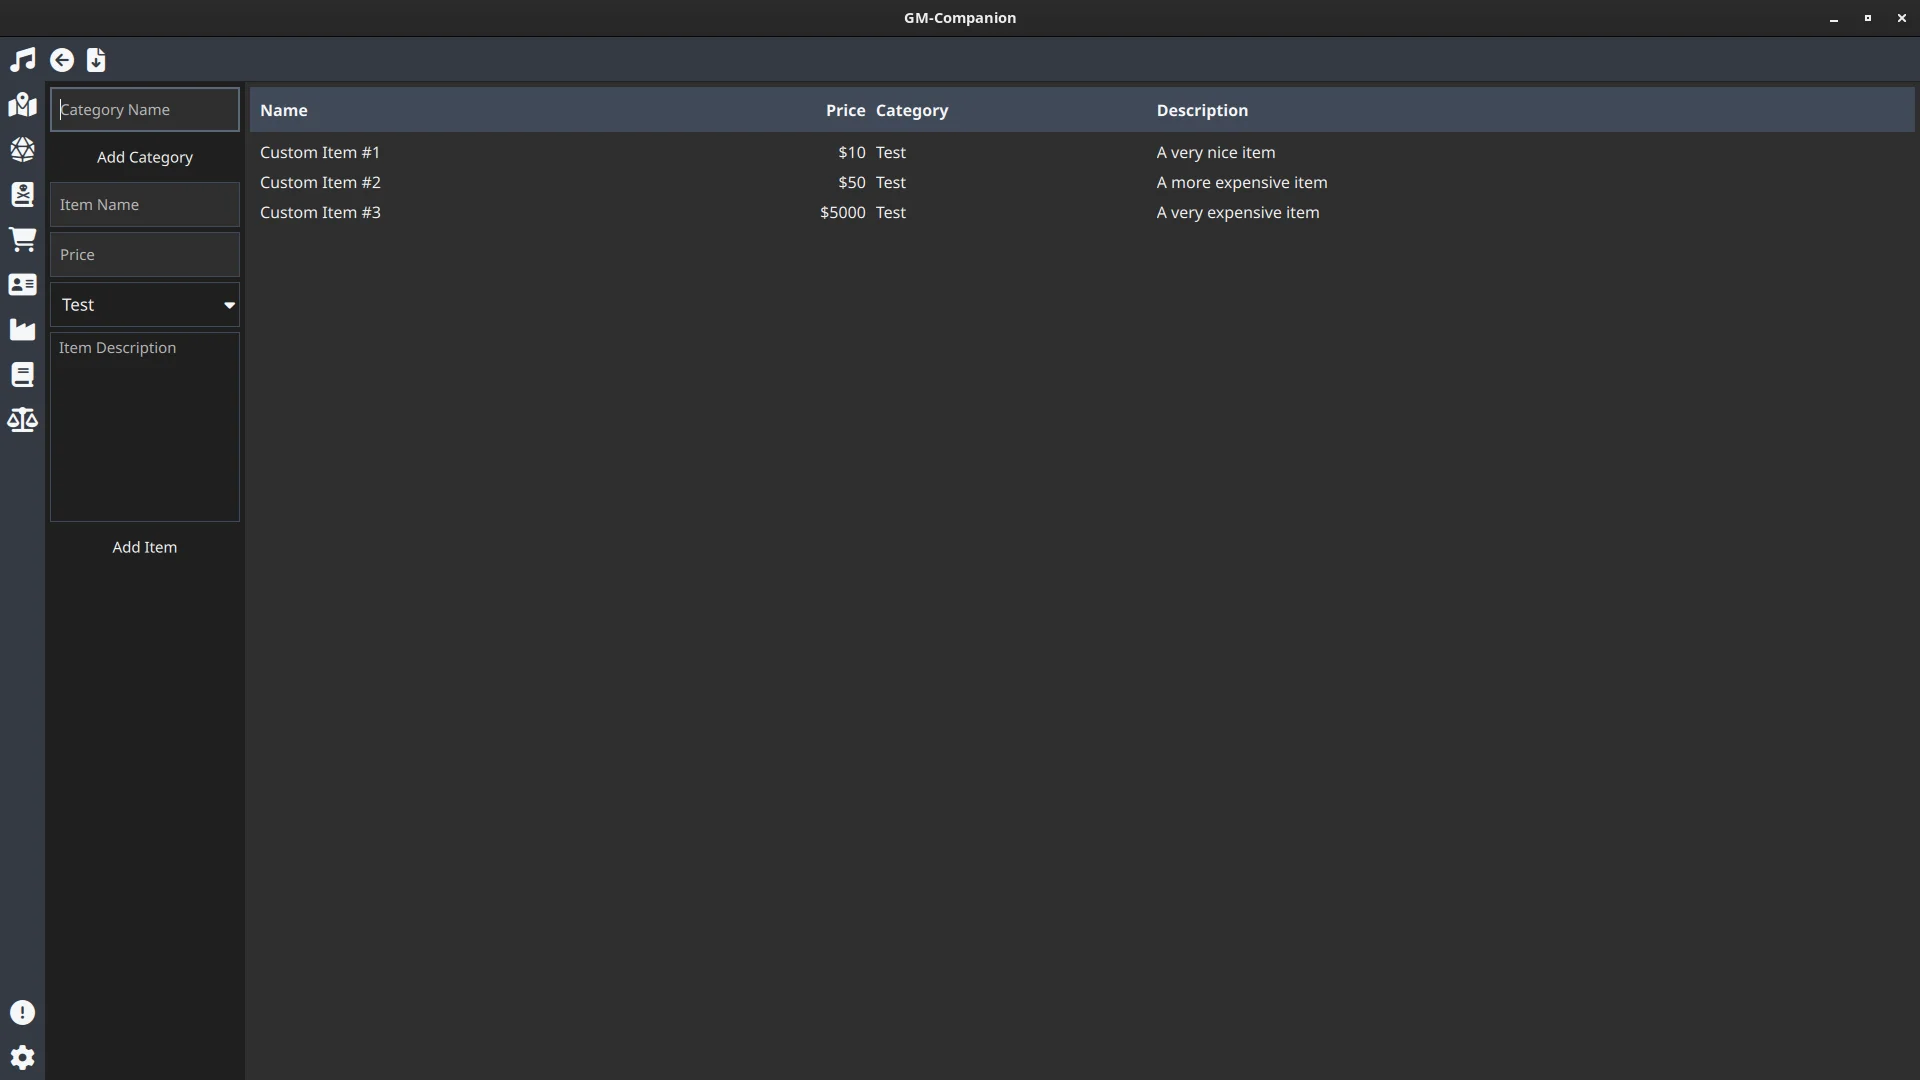 GM-Companion
Category Name
Add Category
Item Name
Price
Test
Item Description
Add Item
Name Price Category Description
Custom Item #1 $10 Test A very nice item
Custom Item #2 $50 Test A more expensive item
Custom Item #3 $5000 Test A very expensive item